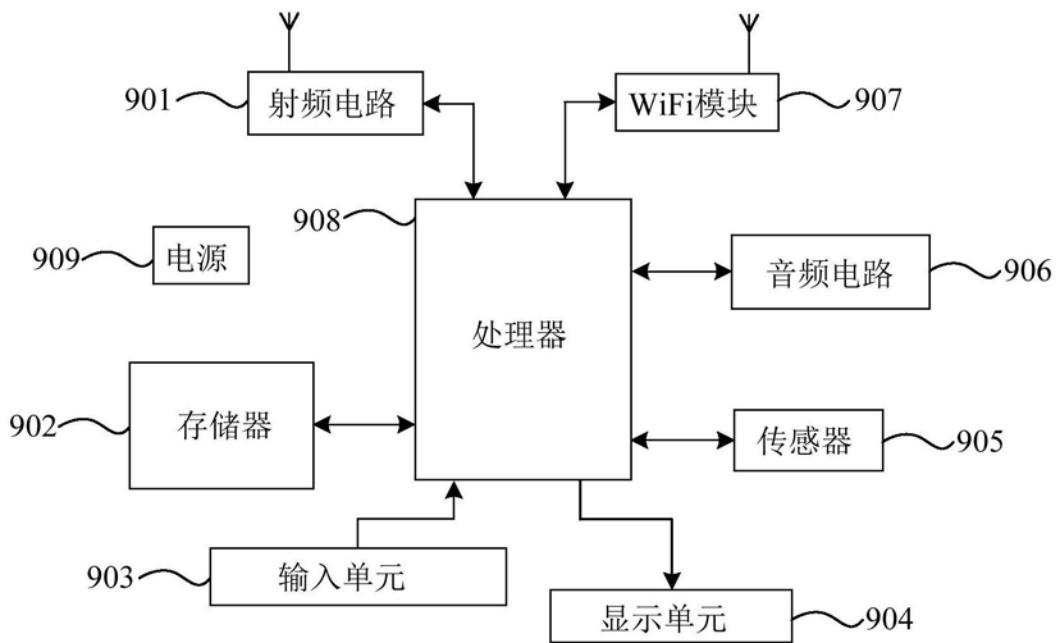 901
射频电路
WiFi模块
907
908
909
电源
音频电路
906
处理器
902
存储器
传感器
905
903
输入单元
显示单元
904